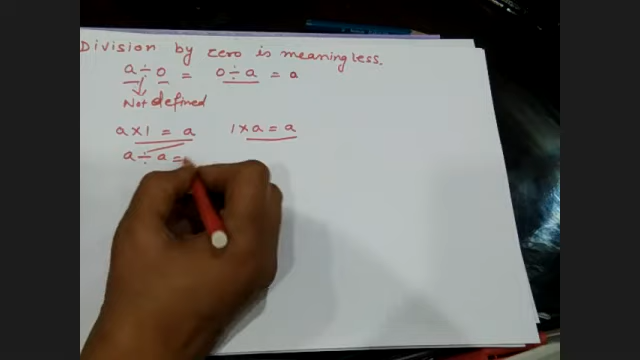 Division by zero is meaningless.
a ÷ 0 = 0 ÷ a = a
Not defined
a × 1 = a 1 × a = a
a ÷ a =